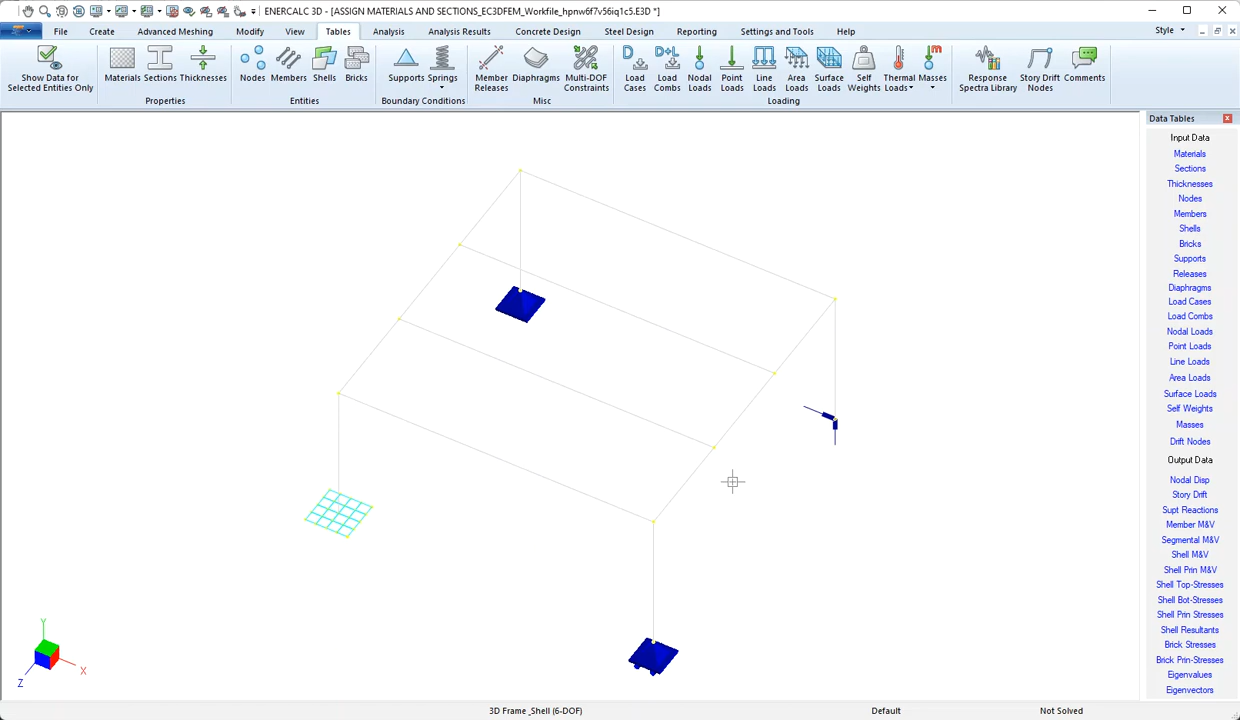 ENERCALC 3D - [ASSIGN MATERIALS AND SECTIONS_EC3DFEM_Workfile_hpnw6f7v56iq1c5.E3D *]
File Create Advanced Meshing Modify View Tables Analysis Analysis Results Concrete Design Steel Design Reporting Settings and Tools Help Style
Show Data for
Selected Entities Only
Materials Sections Thicknesses
Properties
Nodes Members Shells Bricks
Entities
Supports Springs
Boundary Conditions
Member
Releases
Diaphragms
Multi-DOF
Constraints
Misc
Load
Cases
Load
Combs
Nodal
Loads
Point
Loads
Line
Loads
Area
Loads
Surface
Loads
Self
Weights
Thermal
Loads
Masses
Loading
Response
Spectra Library
Story Drift
Nodes
Comments
Data Tables
Input Data
Materials
Sections
Thicknesses
Nodes
Members
Shells
Bricks
Supports
Releases
Diaphragms
Load Cases
Load Combs
Nodal Loads
Point Loads
Line Loads
Area Loads
Surface Loads
Self Weights
Masses
Drift Nodes
Output Data
Nodal Disp
Story Drift
Supt Reactions
Member M&V
Segmental M&V
Shell M&V
Shell Prin M&V
Shell Top-Stresses
Shell Bot-Stresses
Shell Prin Stresses
Shell Resultants
Brick Stresses
Brick Prin-Stresses
Eigenvalues
Eigenvectors
Y
X
Z
3D Frame_Shell (6-DOF) Default Not Solved